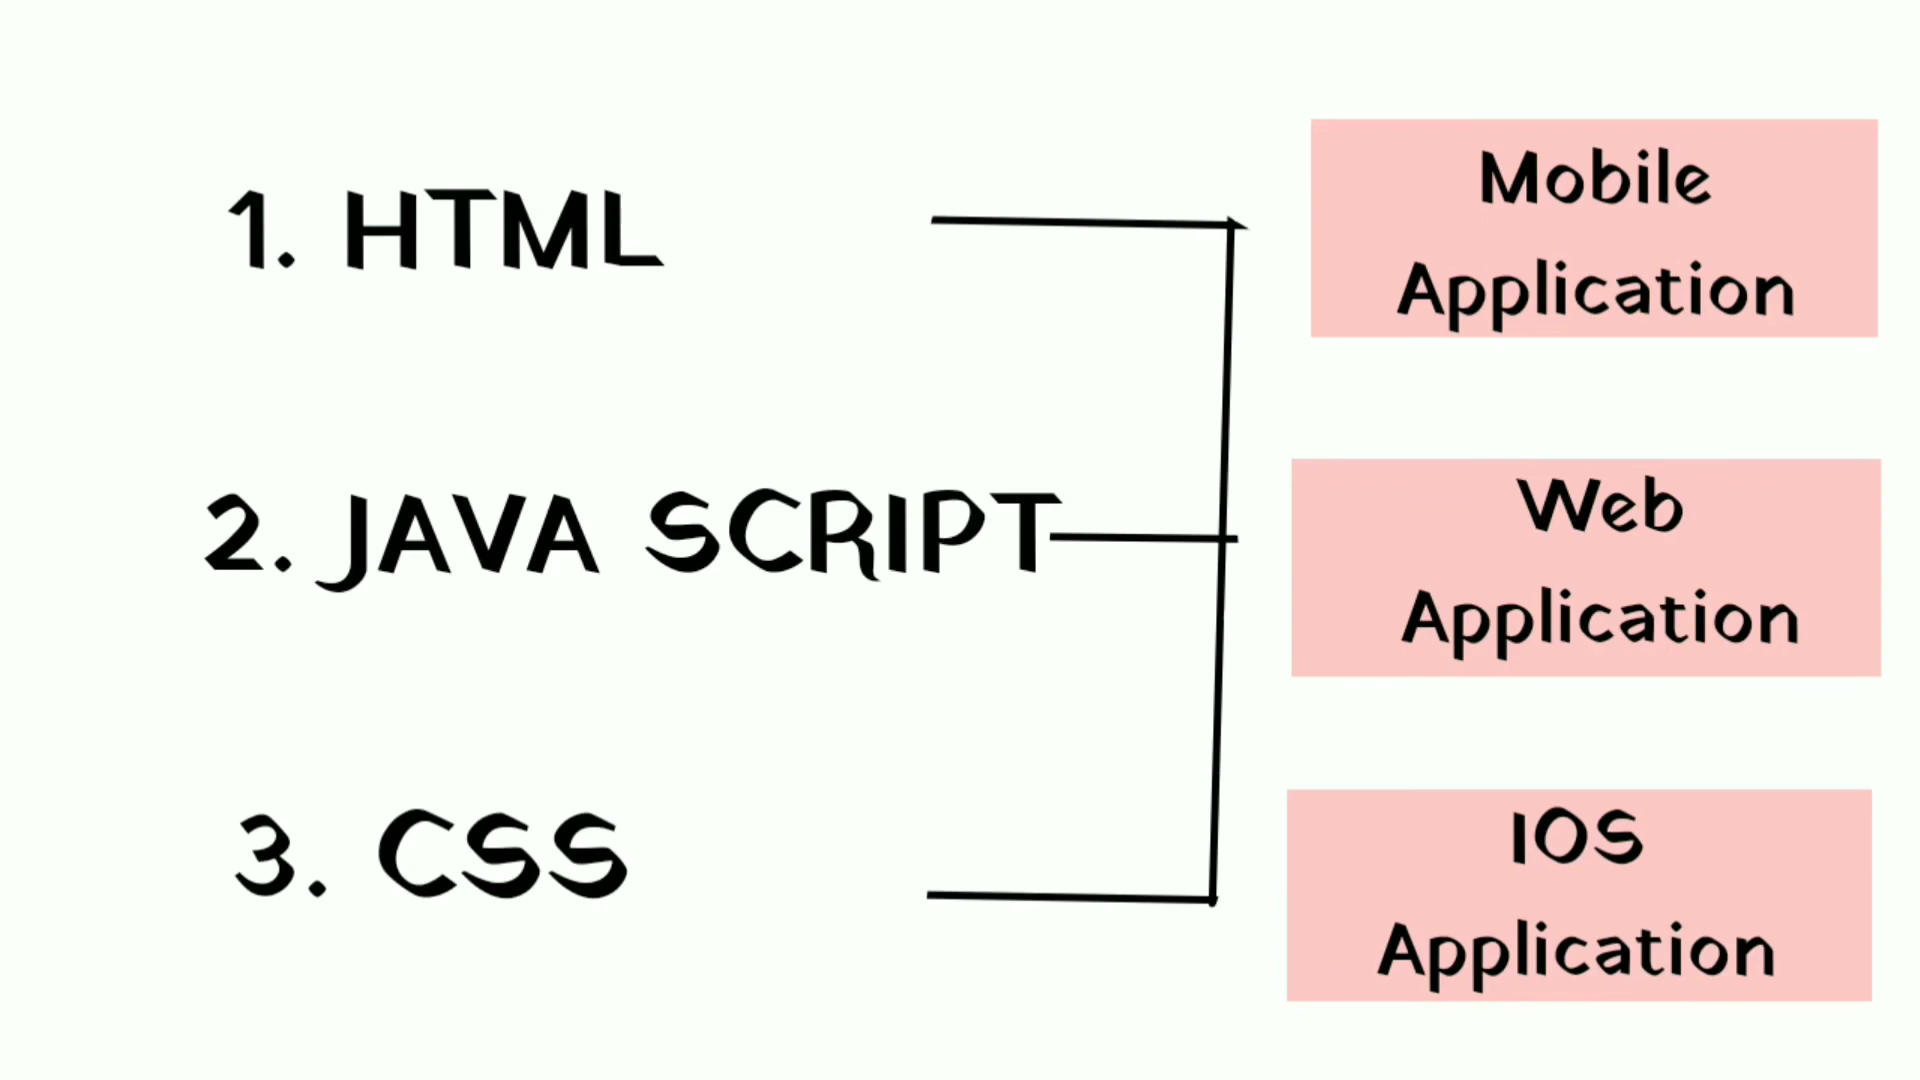 1. HTML
Mobile
Application
2. JAVA SCRIPT
Web
Application
3. CSS
IOS
Application